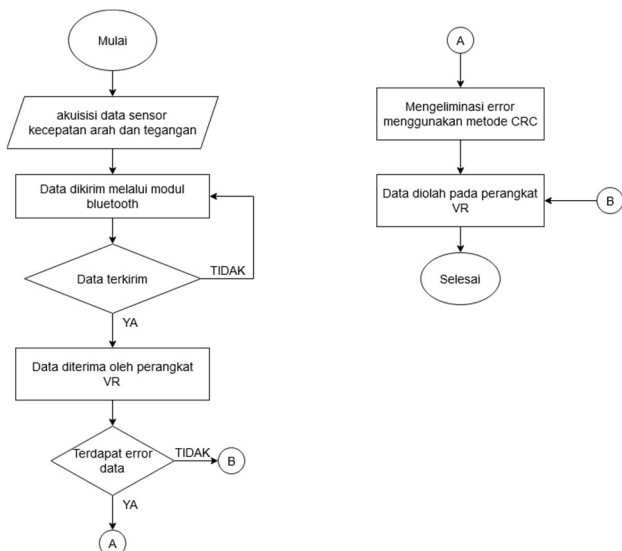 Mulai
akuisisi data sensor
kecepatan arah dan tegangan
Data dikirim melalui modul
bluetooth
Data terkirim
TIDAK
YA
Data diterima oleh perangkat
VR
Terdapat error
data
TIDAK
B
YA
A
A
Mengeliminasi error
menggunakan metode CRC
Data diolah pada perangkat
VR
B
Selesai